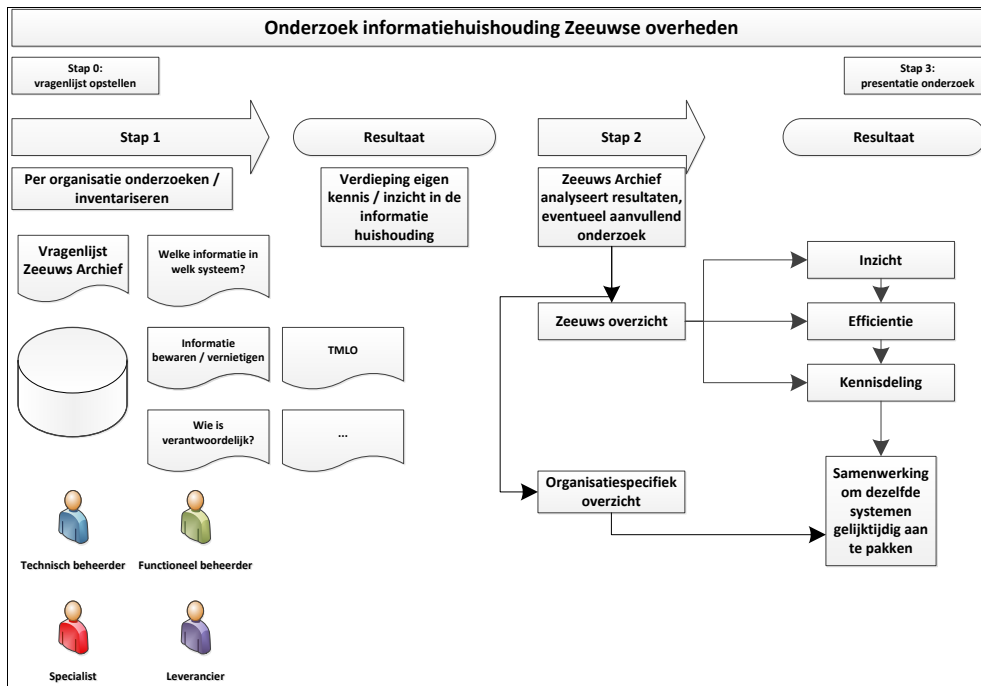 Onderzoek informatiehuishouding Zeeuwse overheden
Stap 0:
vragenlijst opstellen
Stap 3:
presentatie onderzoek
Stap 1
Resultaat
Stap 2
Resultaat
Per organisatie onderzoeken /
inventariseren
Verdieping eigen
kennis / inzicht in de
informatie
huishouding
Zeeuws Archief
analyseert resultaten,
eventueel aanvullend
onderzoek
Vragenlijst
Zeeuws Archief
Welke informatie in
welk systeem?
Inzicht
Zeeuws overzicht
Efficientie
Informatie
bewaren / vernietigen
TMLO
Kennisdeling
Wie is
verantwoordelijk?
...
Organisatiespecifiek
overzicht
Samenwerking
om dezelfde
systemen
gelijktijdig aan
te pakken
Technisch beheerder
Functioneel beheerder
Specialist
Leverancier